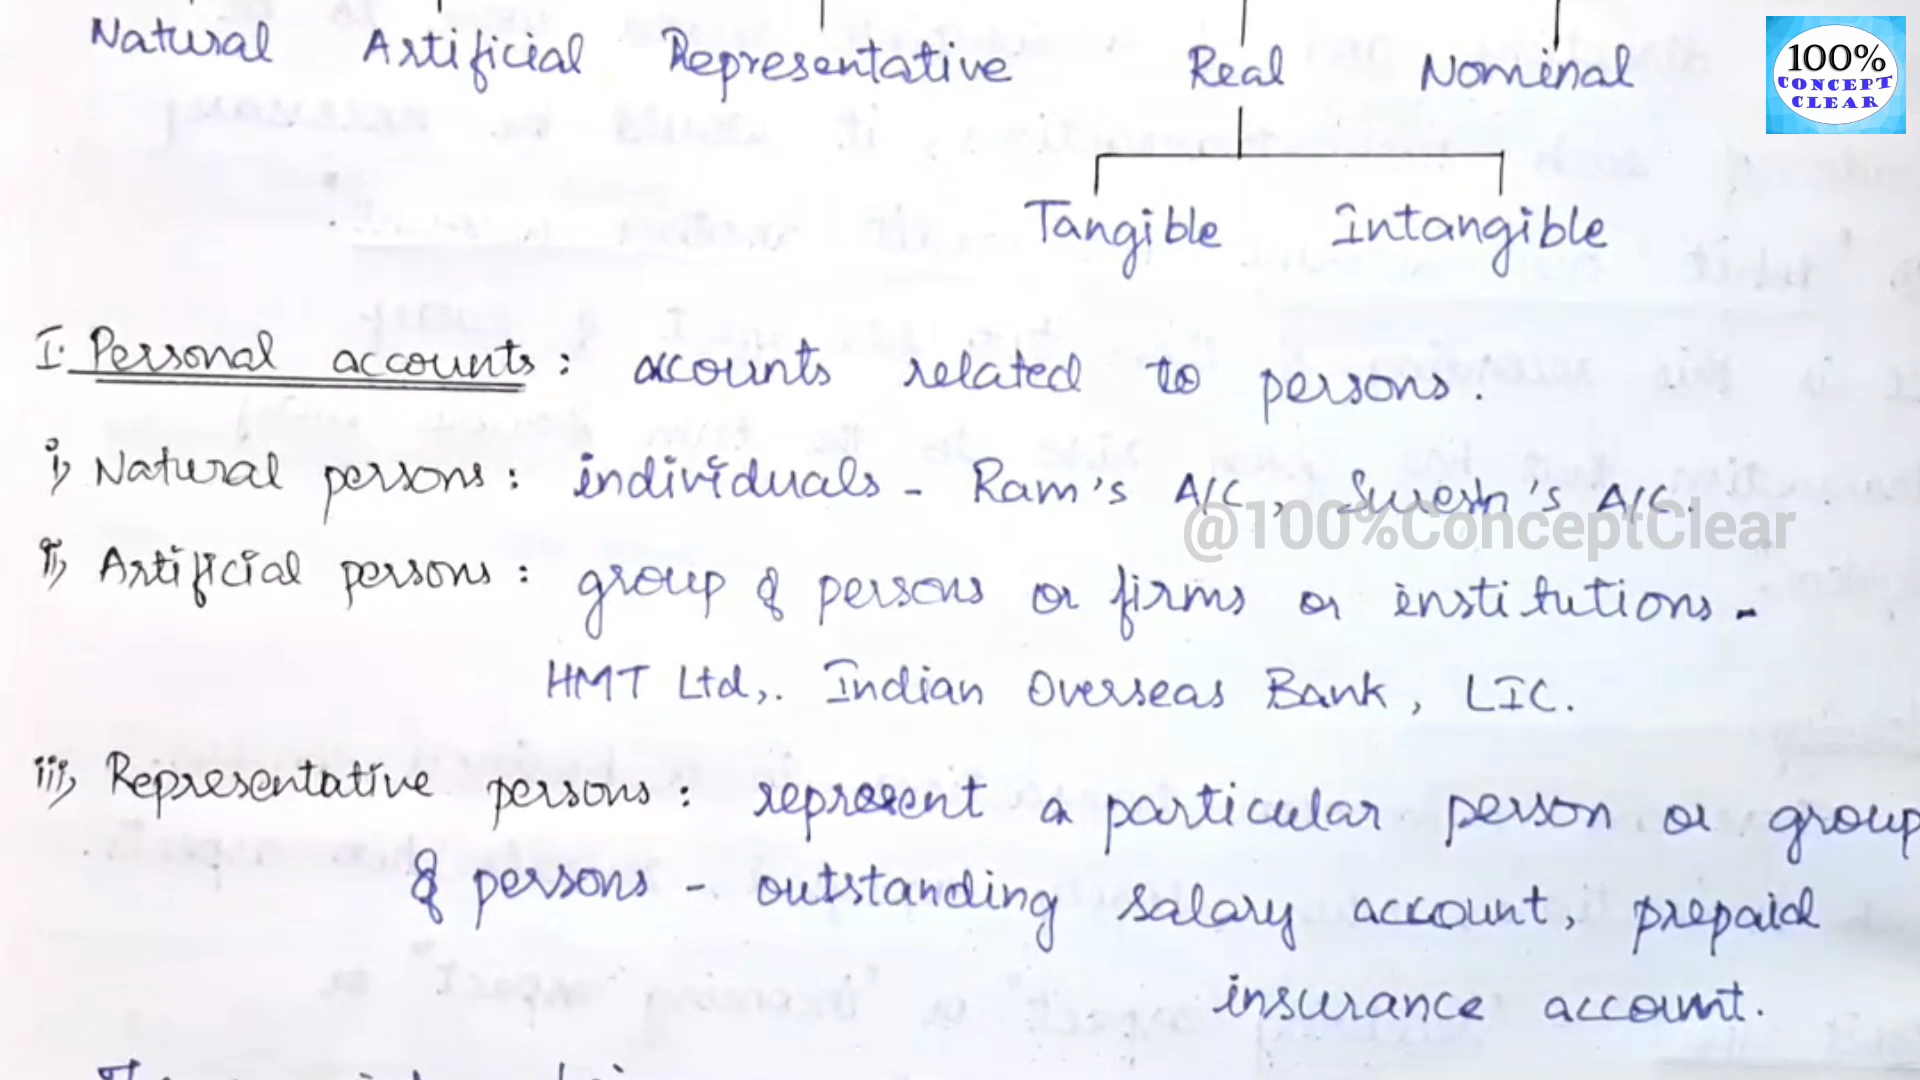 Natural Artificial Representative Real Nominal
100%
CONCEPT
CLEAR
Tangible Intangible
I. Personal accounts : accounts related to persons.
i) Natural persons : individuals - Ram's A/C, Suresh's A/C.
@100%ConceptClear
ii) Artificial persons : group of persons or firms or institutions -
HMT Ltd,. Indian Overseas Bank, LIC.
iii) Representative persons : represent a particular person or group
of persons - outstanding salary account, prepaid
insurance account.